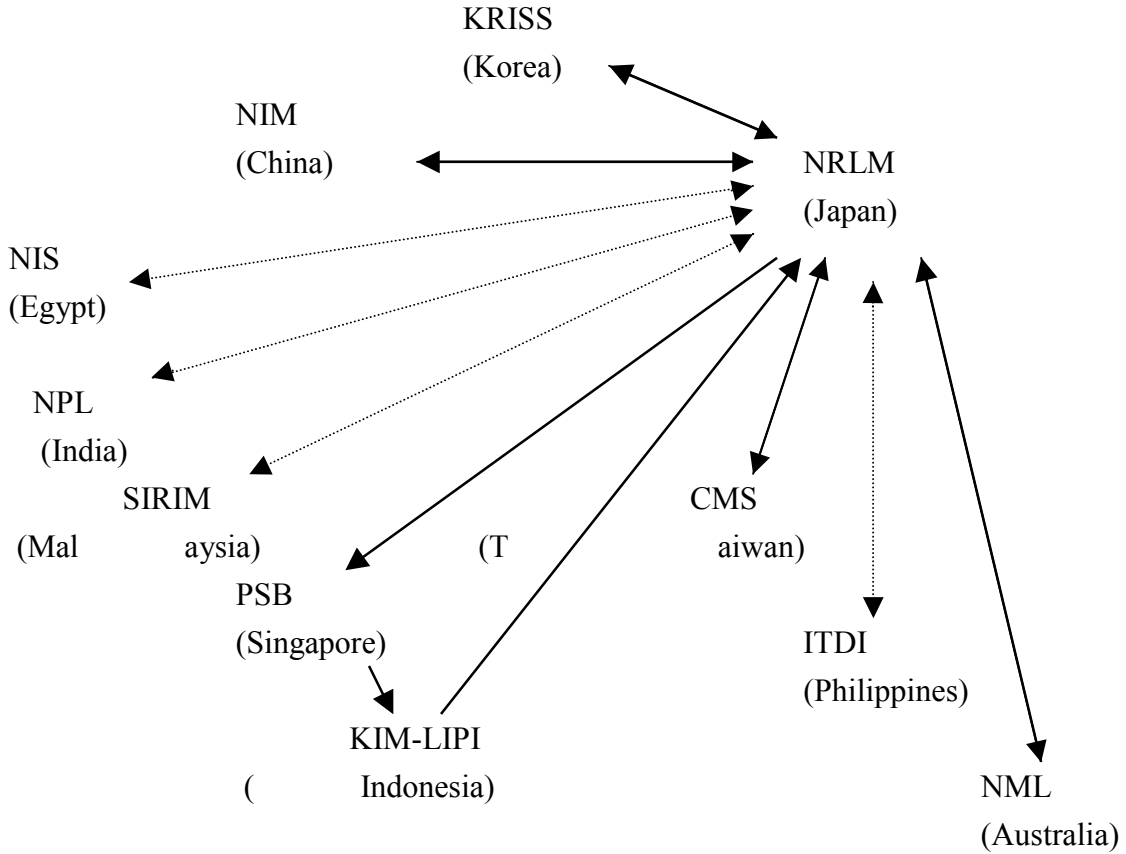 KRISS
(Korea)
NIM
(China)
NRLM
(Japan)
NIS
(Egypt)
NPL
(India)
SIRIM
(Mal aysia)
CMS
(T aiwan)
PSB
(Singapore)
ITDI
(Philippines)
KIM-LIPI
( Indonesia)
NML
(Australia)